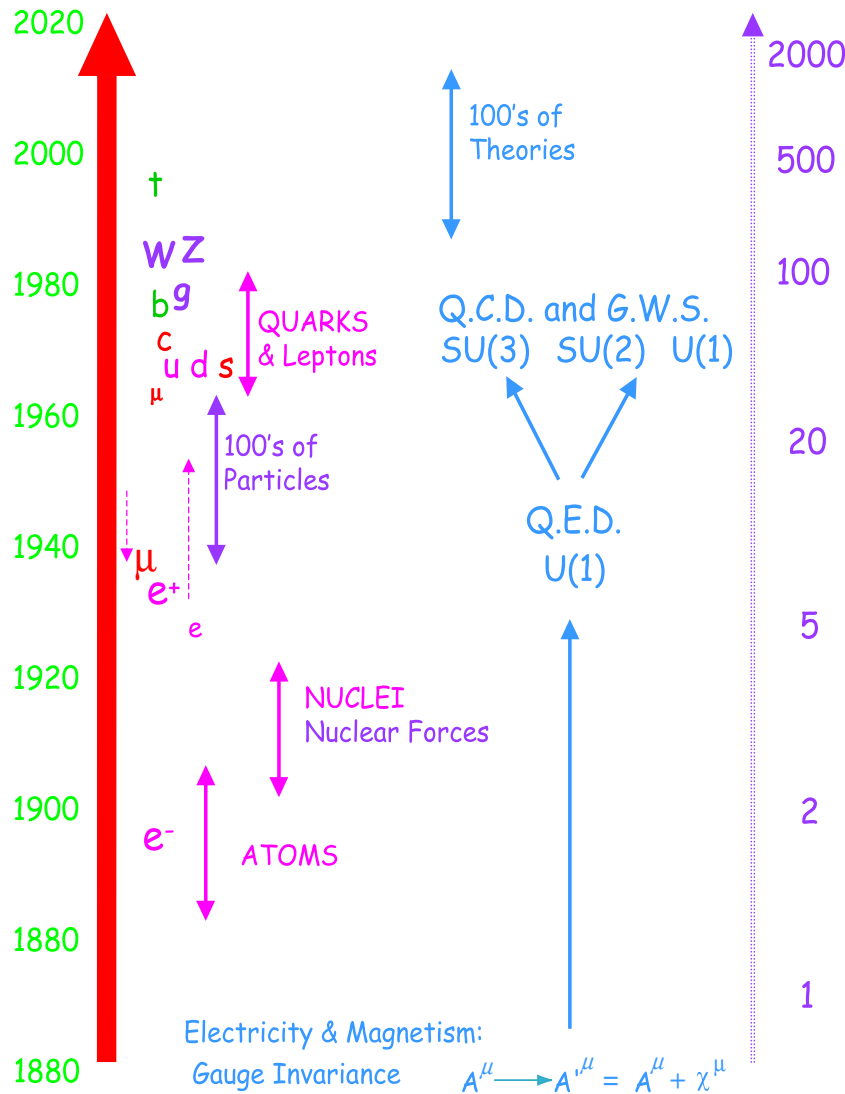 2020
2000
1980
1960
1940
1920
1900
1880
1880
t
W Z
b g
c
u d s
μ
QUARKS
& Leptons
100's of
Particles
μ
e+
e
NUCLEI
Nuclear Forces
e-
ATOMS
100's of
Theories
Q.C.D. and G.W.S.
SU(3) SU(2) U(1)
Q.E.D.
U(1)
Electricity & Magnetism:
Gauge Invariance
A^μ → A'^μ = A^μ + χ^μ
2000
500
100
20
5
2
1